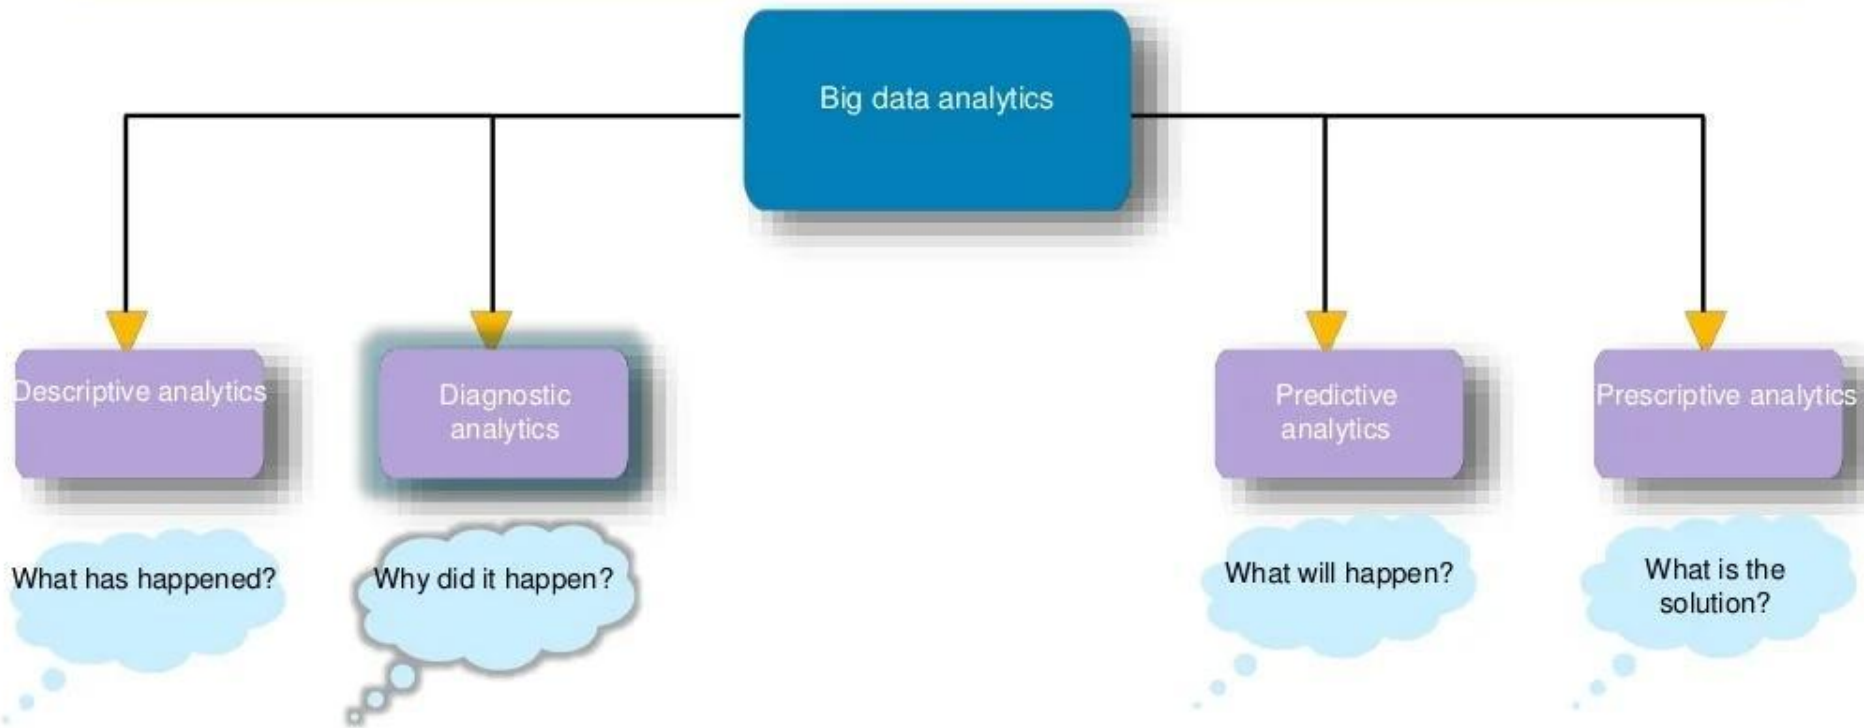 Big data analytics
Descriptive analytics
Diagnostic
analytics
Predictive
analytics
Prescriptive analytics
What has happened?
Why did it happen?
What will happen?
What is the
solution?